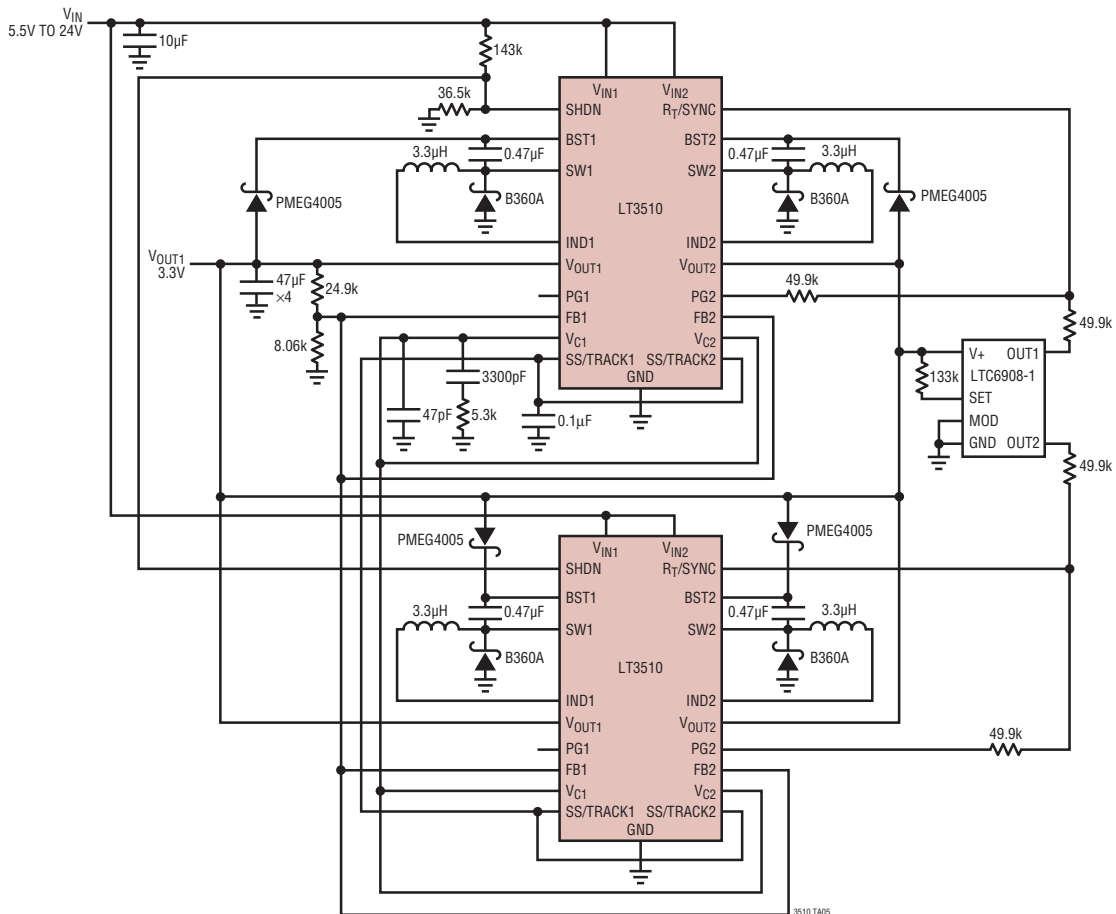 VIN
5.5V TO 24V
10µF
143k
36.5k
VIN1
VIN2
SHDN
RT/SYNC
BST1
BST2
3.3µH
0.47µF
0.47µF
3.3µH
SW1
SW2
PMEG4005
B360A
LT3510
B360A
PMEG4005
IND1
IND2
VOUT1
3.3V
VOUT1
VOUT2
47µF
×4
24.9k
PG1
PG2
49.9k
FB1
FB2
49.9k
8.06k
VC1
VC2
SS/TRACK1
SS/TRACK2
GND
3300pF
47pF
5.3k
0.1µF
V+
OUT1
133k
LTC6908-1
SET
MOD
GND
OUT2
49.9k
PMEG4005
PMEG4005
VIN1
VIN2
SHDN
RT/SYNC
BST1
BST2
3.3µH
0.47µF
0.47µF
3.3µH
SW1
SW2
B360A
LT3510
B360A
IND1
IND2
VOUT1
VOUT2
49.9k
PG1
PG2
FB1
FB2
VC1
VC2
SS/TRACK1
SS/TRACK2
GND
3510 TA05